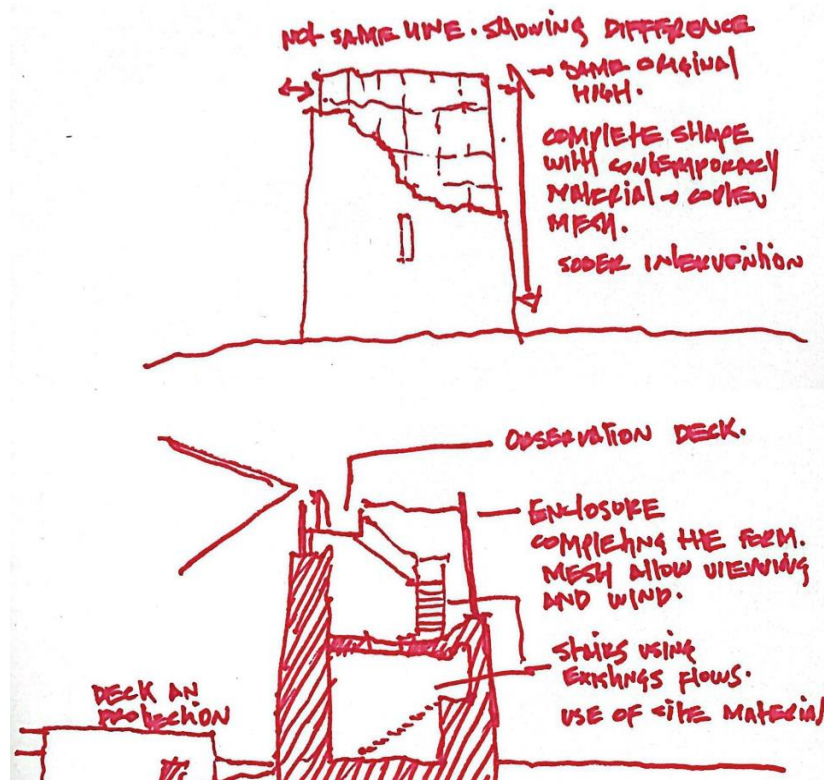 NOT SAME LINE. SHOWING DIFFERENCE
SAME ORIGINAL
HIGH.
COMPLETE SHAPE
WITH CONTEMPORARY
MATERIAL → CORTEN
MESH.
SOBER INTERVENTION
OBSERVATION DECK.
ENCLOSURE
COMPLETING THE FORM.
MESH ALLOW VIEWING
AND WIND.
STAIRS USING
EXISTINGS FLOWS.
USE OF SITE MATERIAL
DECK AN
PROTECTION